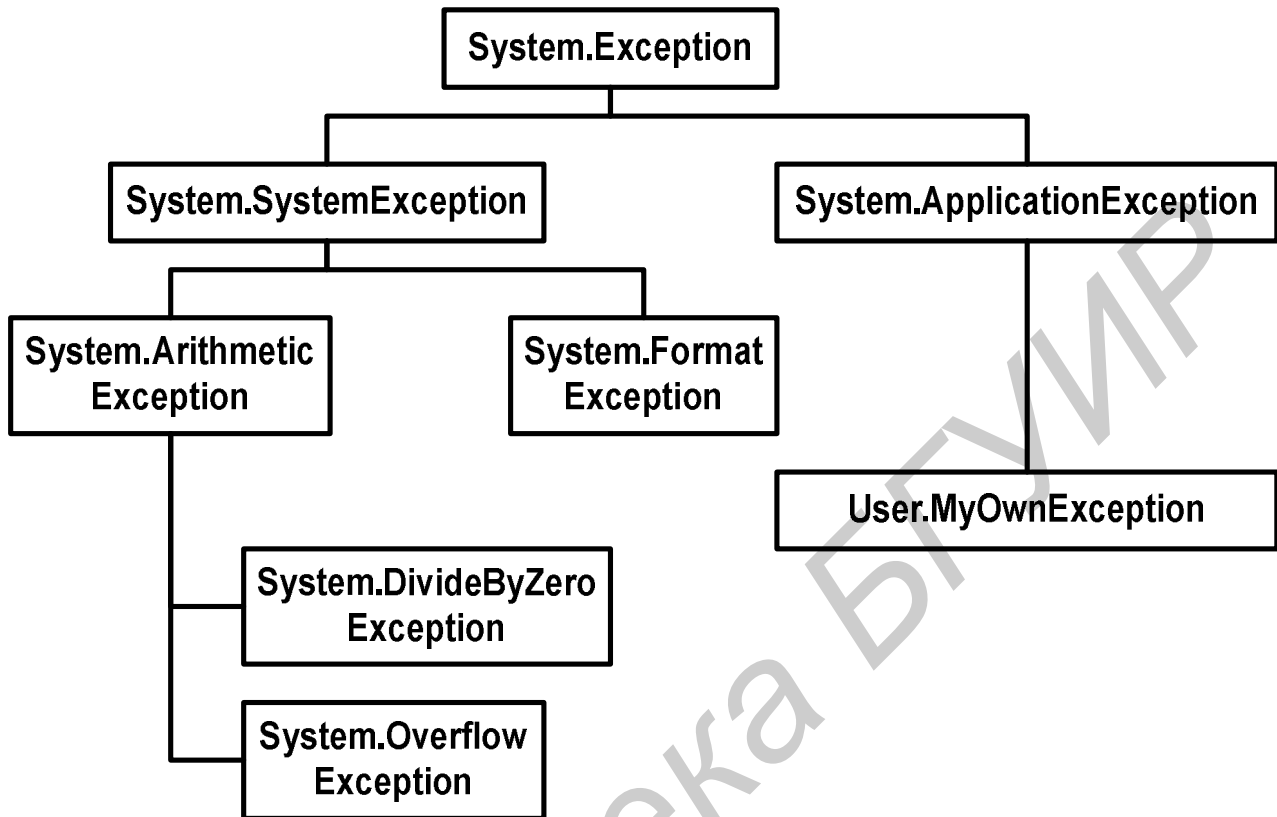 System.Exception
System.SystemException
System.ApplicationException
System.Arithmetic
Exception
System.Format
Exception
User.MyOwnException
System.DivideByZero
Exception
System.Overflow
Exception
БГУИР